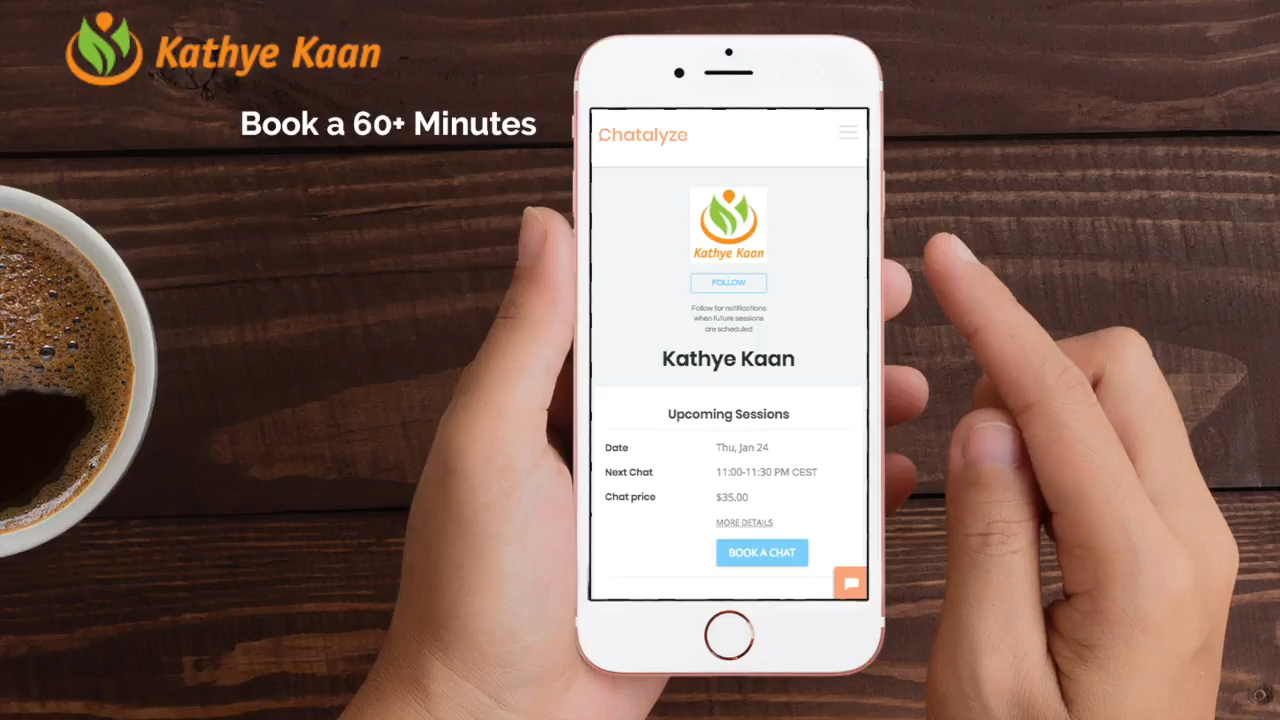 Kathye Kaan
Book a 60+ Minutes
Chatalyze
Kathye Kaan
FOLLOW
Follow for notifications
when future sessions
are scheduled
Kathye Kaan
Upcoming Sessions
Date Thu, Jan 24
Next Chat 11:00-11:30 PM CEST
Chat price $35.00
MORE DETAILS
BOOK A CHAT